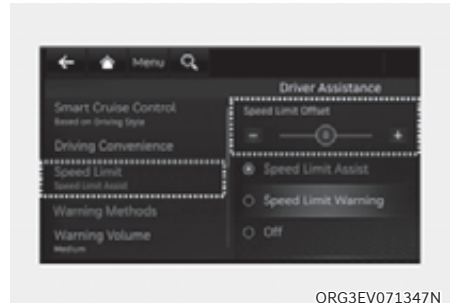 Menu
Driver Assistance
Smart Cruise Control
Based on Driving Style
Driving Convenience
Speed Limit
Speed Limit Assist
Warning Methods
Warning Volume
Medium
Speed Limit Offset
- 0 +
Speed Limit Assist
Speed Limit Warning
Off
ORG3EV071347N